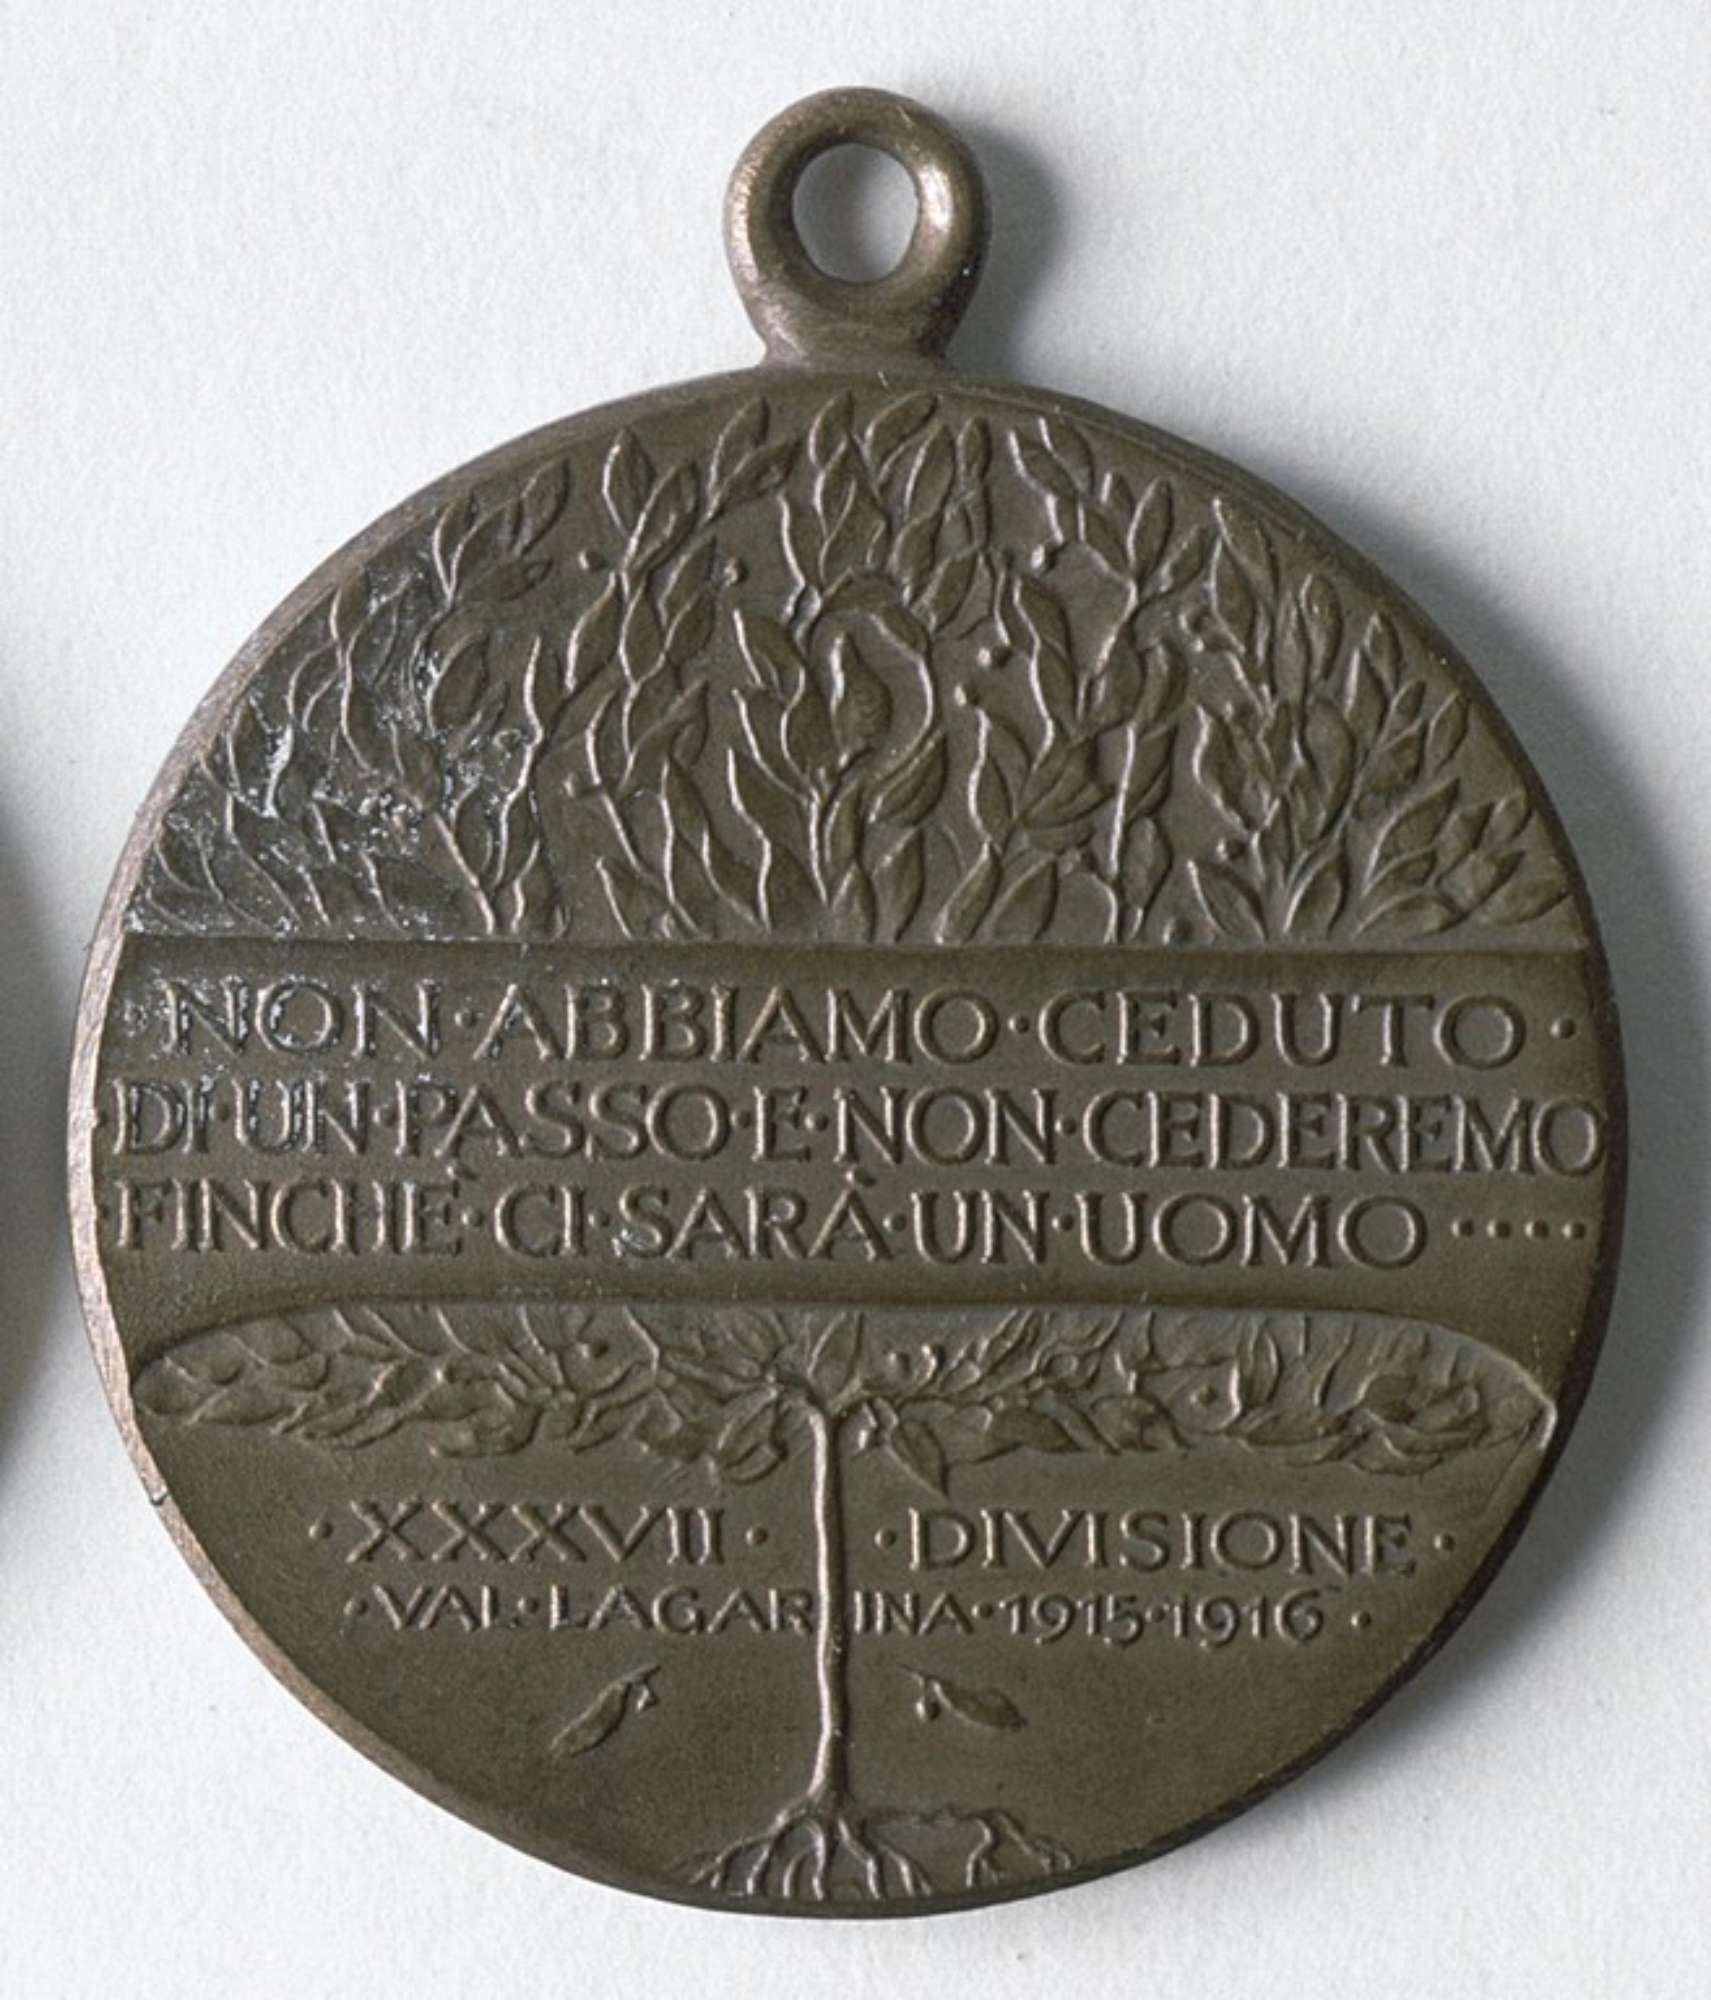 ·NON·ABBIAMO·CEDUTO·
·DI·UN·PASSO·E·NON·CEDEREMO
·FINCHÈ·CI·SARÀ·UN·UOMO····
·XXXVII· ·DIVISIONE·
·VAL·LAGARINA·1915·1916·